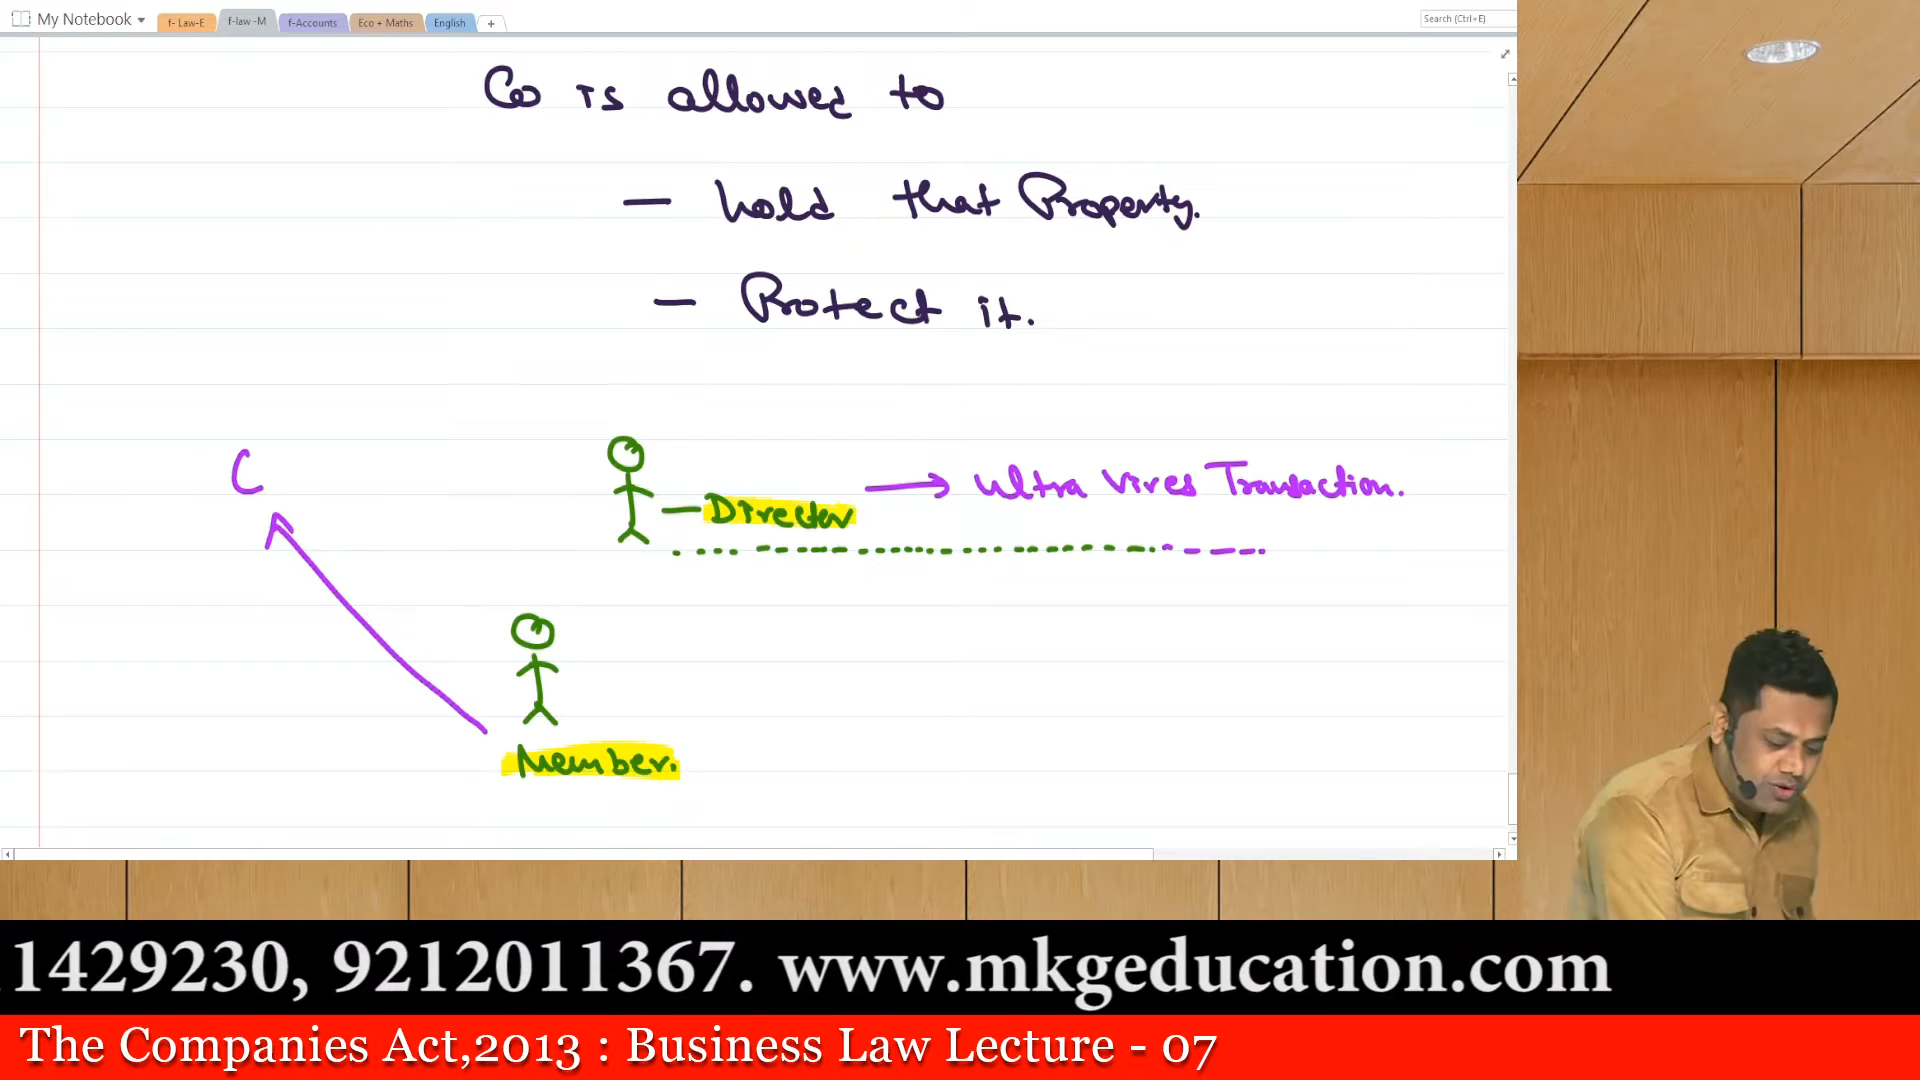 My Notebook
f- Law-E
f-law -M
f-Accounts
Eco + Maths
English
+
Search (Ctrl+E)
Co is allowed to
— hold that Property.
— Protect it.
C
— Director → Ultra Vires Transaction.
Member.
1429230, 9212011367. www.mkgeducation.com
The Companies Act,2013 : Business Law Lecture - 07